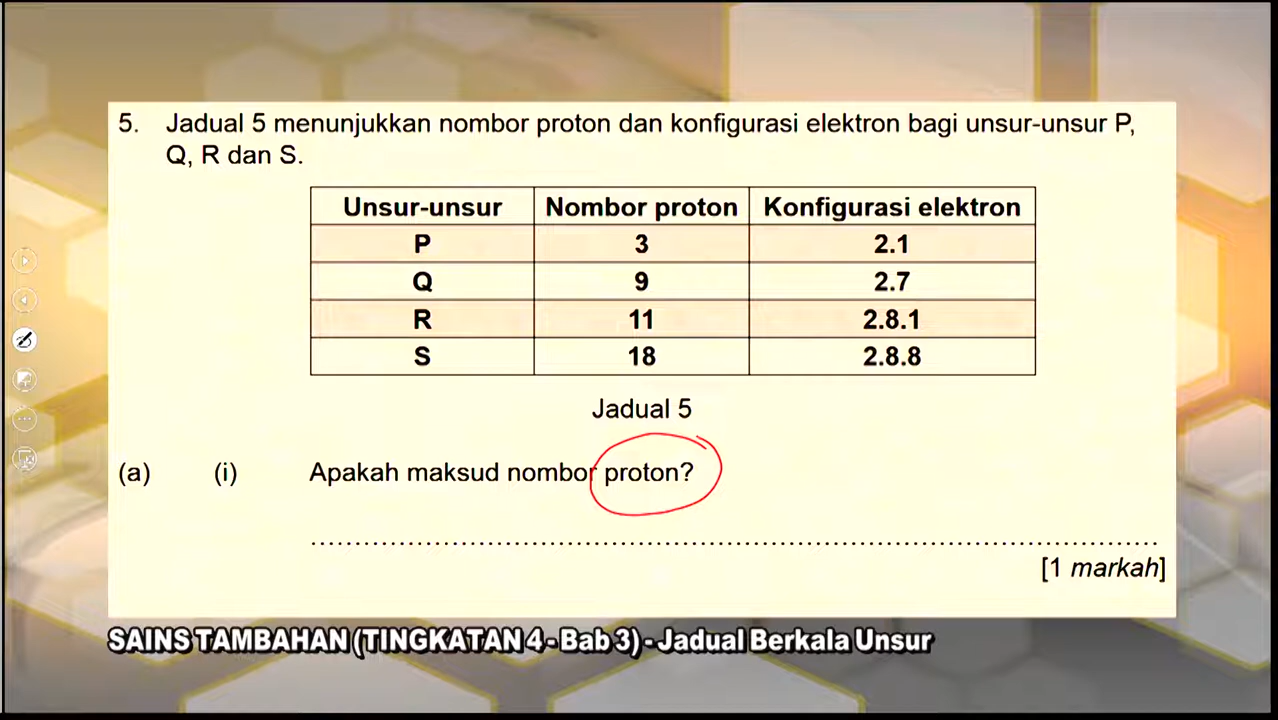 5. Jadual 5 menunjukkan nombor proton dan konfigurasi elektron bagi unsur-unsur P,
Q, R dan S.
Unsur-unsur Nombor proton Konfigurasi elektron
P 3 2.1
Q 9 2.7
R 11 2.8.1
S 18 2.8.8
Jadual 5
(a) (i) Apakah maksud nombor proton?
....................................................................................................
[1 markah]
SAINS TAMBAHAN (TINGKATAN 4 - Bab 3) - Jadual Berkala Unsur